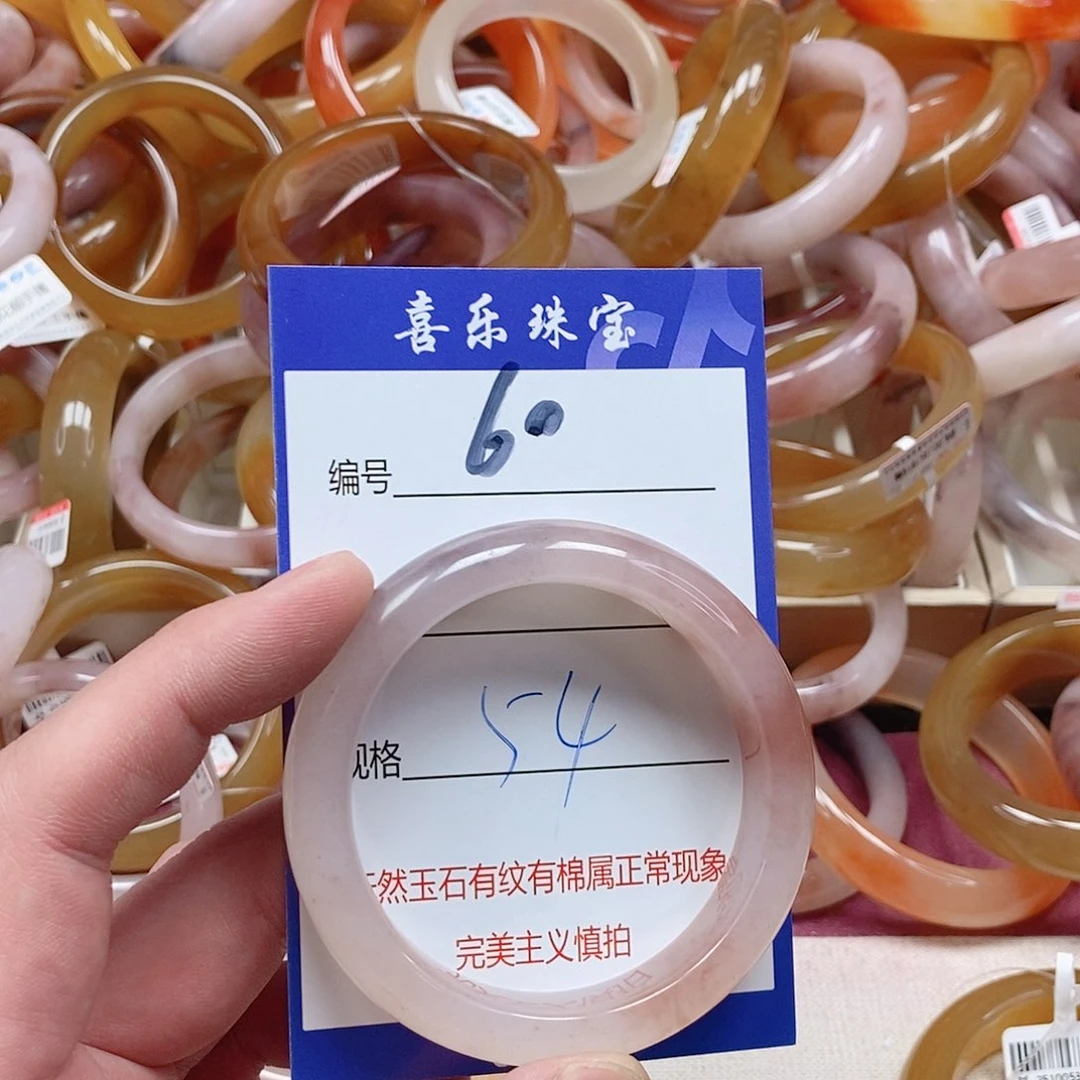 喜乐珠宝
编号 60
规格 54
然玉石有纹有棉属正常现象
完美主义慎拍